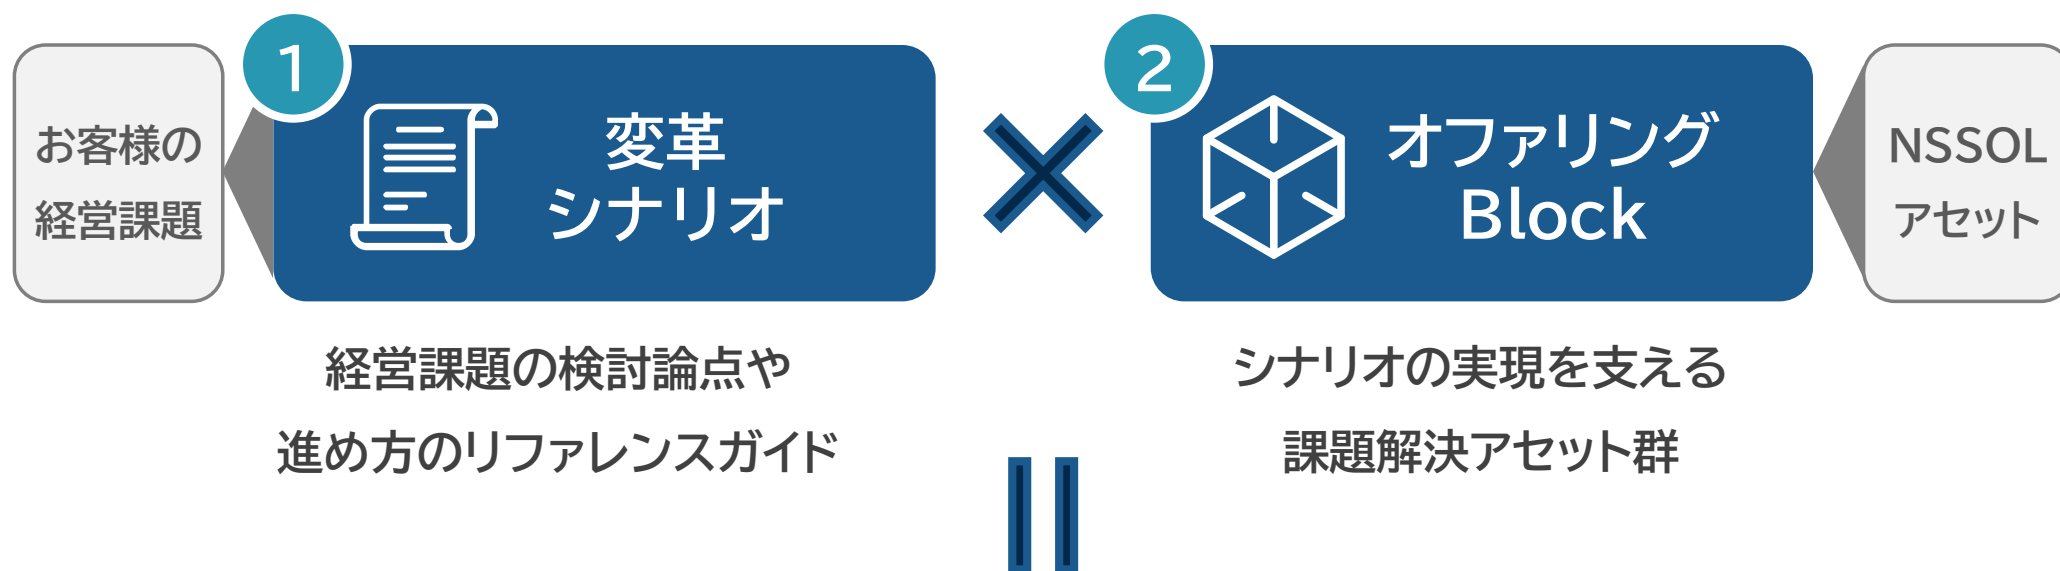 お客様の
経営課題
1
変革
シナリオ
×
2
オファリング
Block
NSSOL
アセット
経営課題の検討論点や
進め方のリファレンスガイド
シナリオの実現を支える
課題解決アセット群